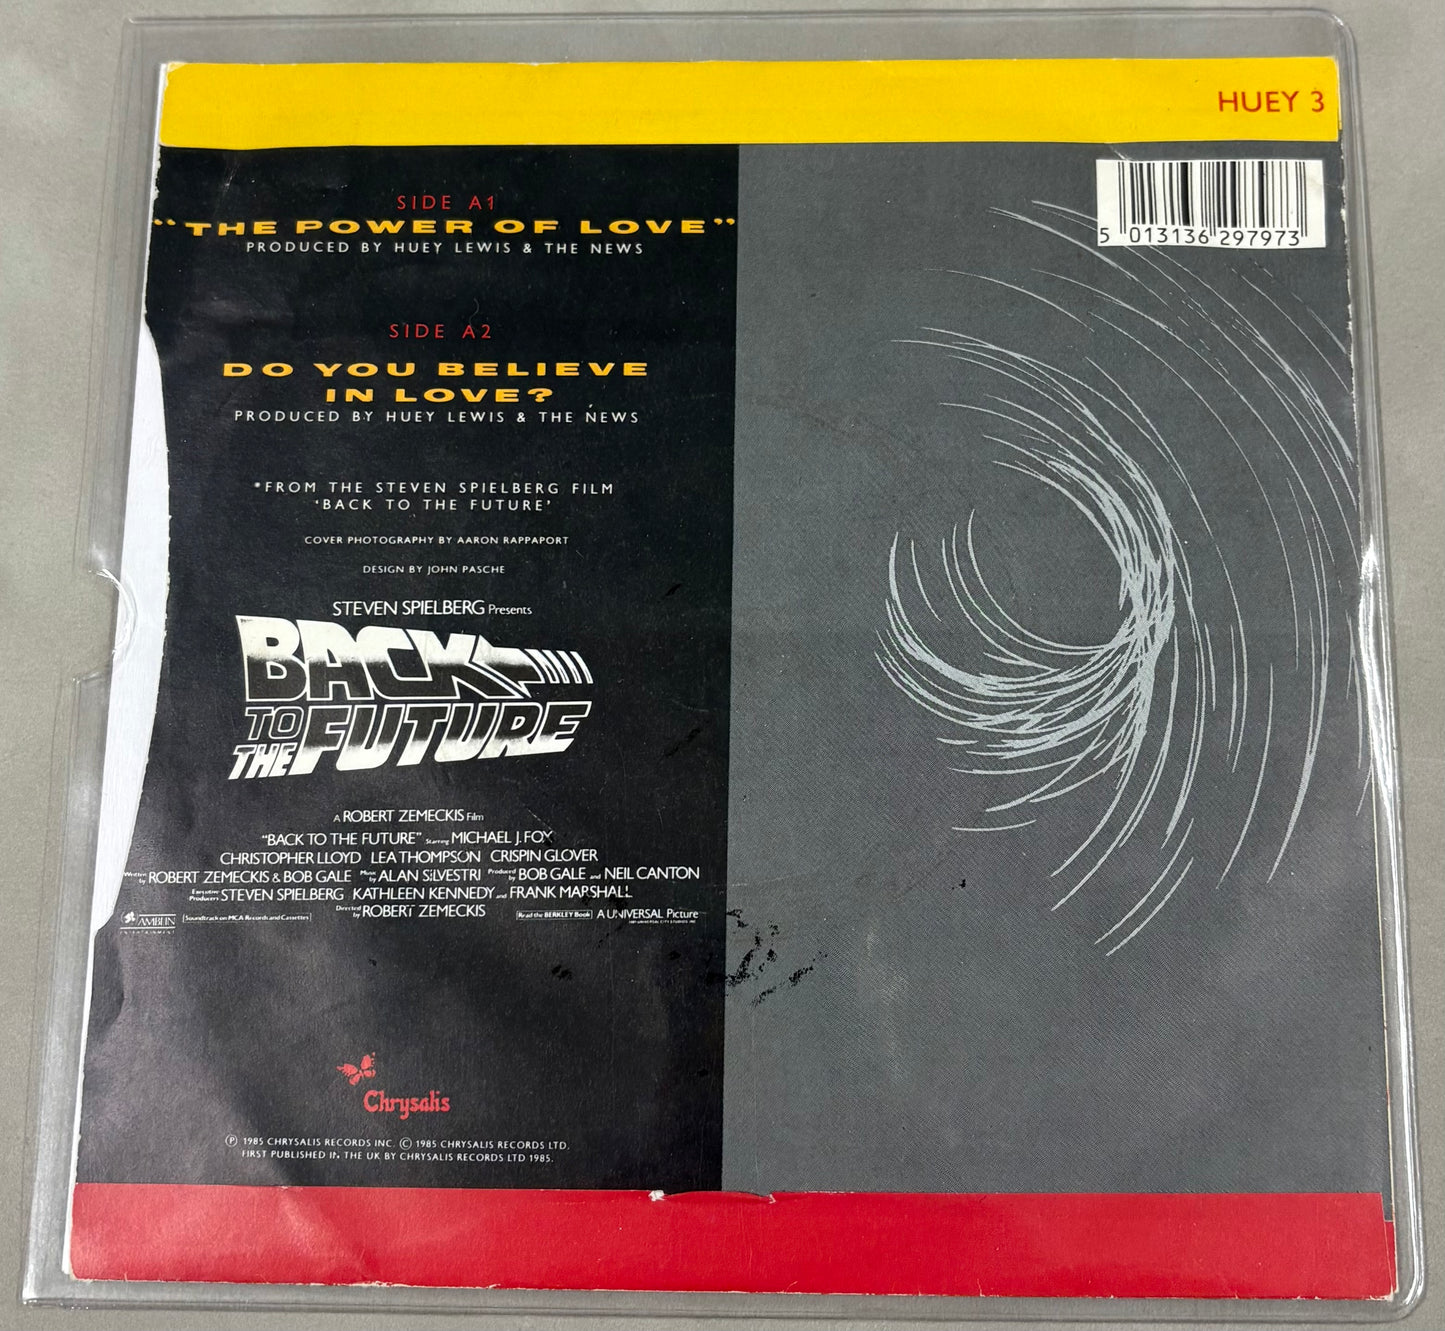 HUEY 3
5 013136 297973
SIDE A1
"THE POWER OF LOVE"
PRODUCED BY HUEY LEWIS & THE NEWS
SIDE A2
DO YOU BELIEVE
IN LOVE?
PRODUCED BY HUEY LEWIS & THE NEWS
*FROM THE STEVEN SPIELBERG FILM
'BACK TO THE FUTURE'
COVER PHOTOGRAPHY BY AARON RAPPAPORT
DESIGN BY JOHN PASCHE
STEVEN SPIELBERG Presents
BACK
TO
THE FUTURE
A ROBERT ZEMECKIS Film
"BACK TO THE FUTURE" Starring MICHAEL J. FOX
CHRISTOPHER LLOYD LEA THOMPSON CRISPIN GLOVER
Written by ROBERT ZEMECKIS & BOB GALE Music by ALAN SILVESTRI Produced by BOB GALE and NEIL CANTON
Executive Producers STEVEN SPIELBERG KATHLEEN KENNEDY and FRANK MARSHALL
Directed by ROBERT ZEMECKIS
AMBLIN ENTERTAINMENT Soundtrack on MCA Records and Cassettes Read the BERKLEY Book A UNIVERSAL Picture
Chrysalis
Ⓟ 1985 CHRYSALIS RECORDS INC. © 1985 CHRYSALIS RECORDS LTD.
FIRST PUBLISHED IN THE UK BY CHRYSALIS RECORDS LTD 1985.